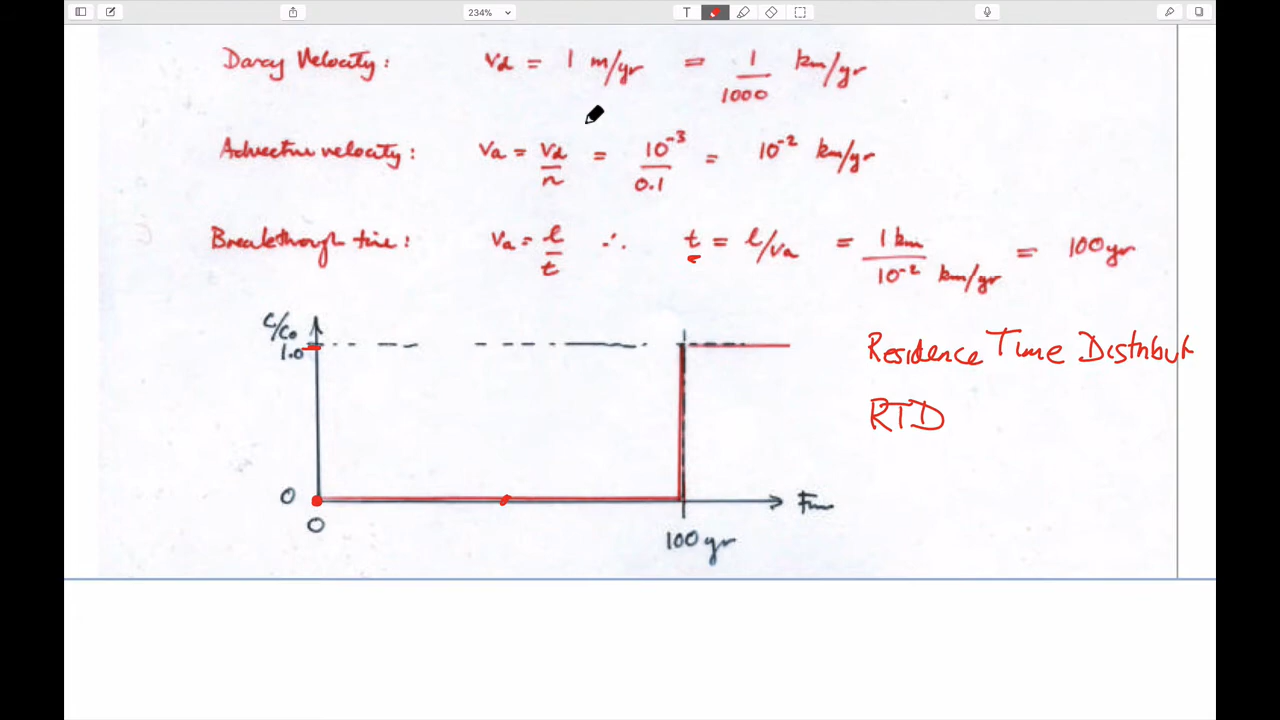 234%
T
Darcy Velocity: vd = 1 m/yr = 1/1000 km/yr
Advective velocity: va = vd/n = 10⁻³/0.1 = 10⁻² km/yr
Breakthrough time: va = l/t ∴ t = l/va = 1 km/10⁻² km/yr = 100 yr
C/C₀
1.0
Residence Time Distribut
RTD
0
0
100 yr